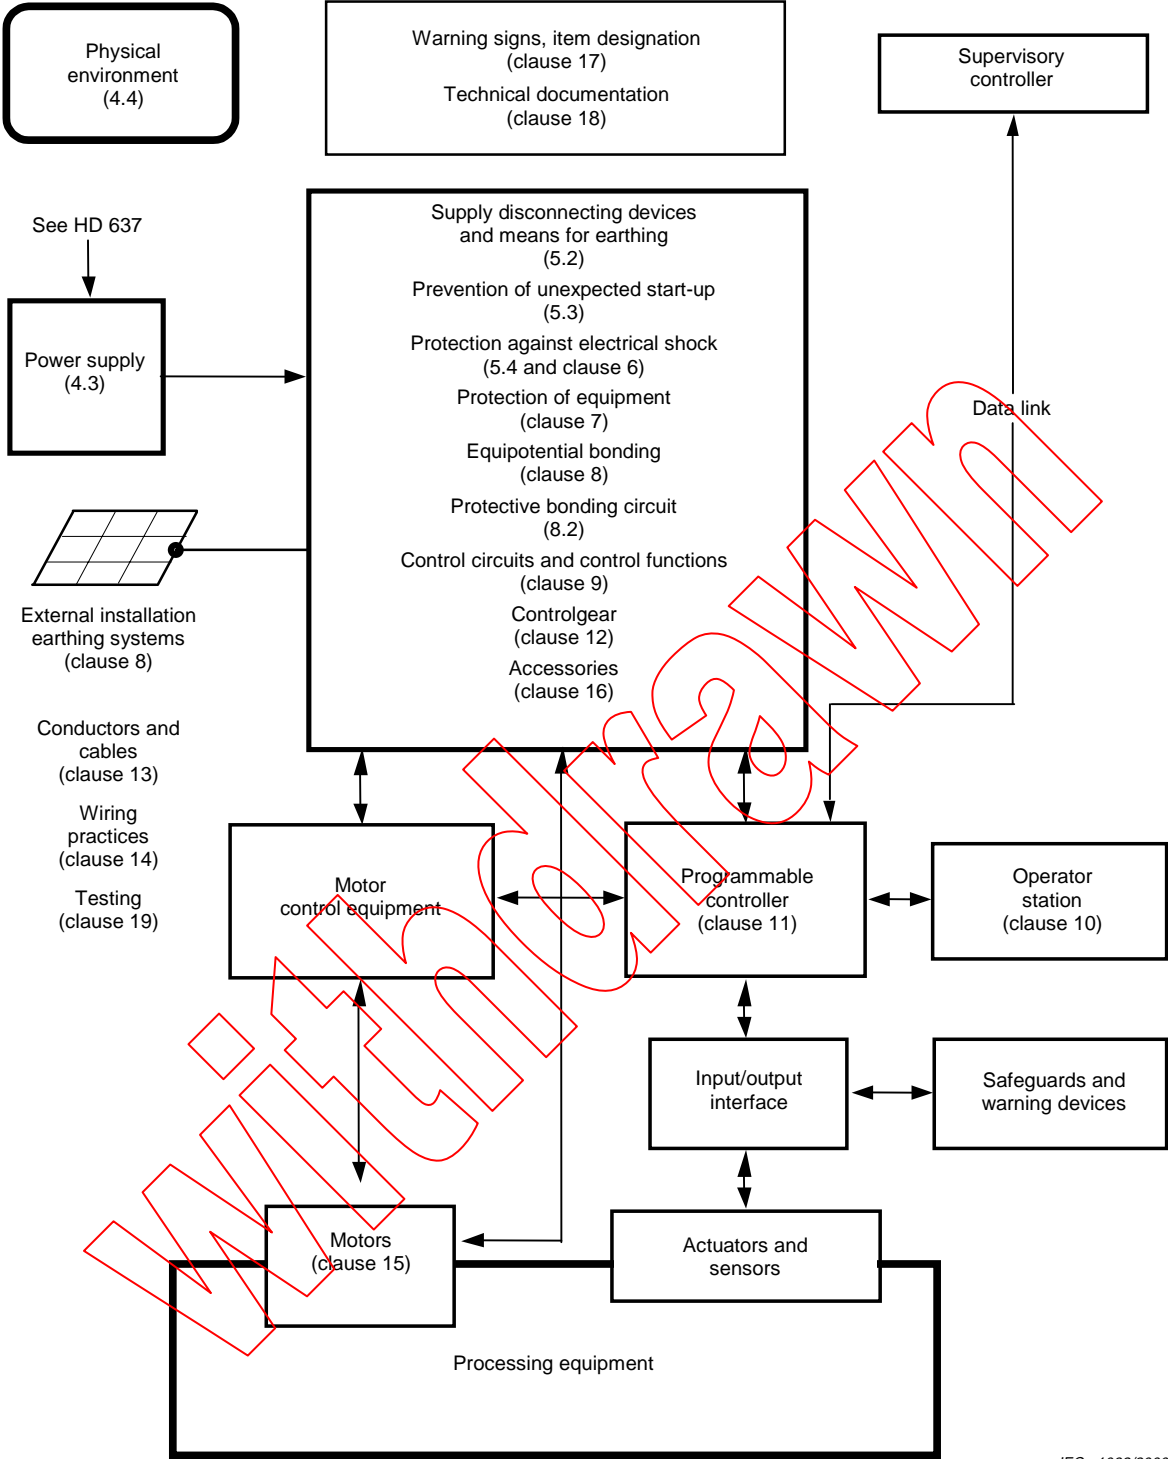 Physical
environment
(4.4)
Warning signs, item designation
(clause 17)
Technical documentation
(clause 18)
Supervisory
controller
See HD 637
Power supply
(4.3)
Supply disconnecting devices
and means for earthing
(5.2)
Prevention of unexpected start-up
(5.3)
Protection against electrical shock
(5.4 and clause 6)
Protection of equipment
(clause 7)
Equipotential bonding
(clause 8)
Protective bonding circuit
(8.2)
Control circuits and control functions
(clause 9)
Controlgear
(clause 12)
Accessories
(clause 16)
Data link
External installation
earthing systems
(clause 8)
Conductors and
cables
(clause 13)
Wiring
practices
(clause 14)
Testing
(clause 19)
Motor
control equipment
Programmable
controller
(clause 11)
Operator
station
(clause 10)
Input/output
interface
Safeguards and
warning devices
Motors
(clause 15)
Actuators and
sensors
Processing equipment
Withdrawn